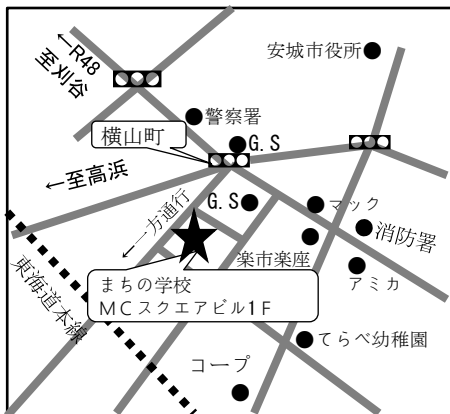 ←R48
至刈谷
安城市役所
警察署
横山町
G.S
←至高浜
G.S
マック
←一方通行
消防署
楽市楽座
アミカ
東海道本線
まちの学校
MCスクエアビル1F
てらべ幼稚園
コープ